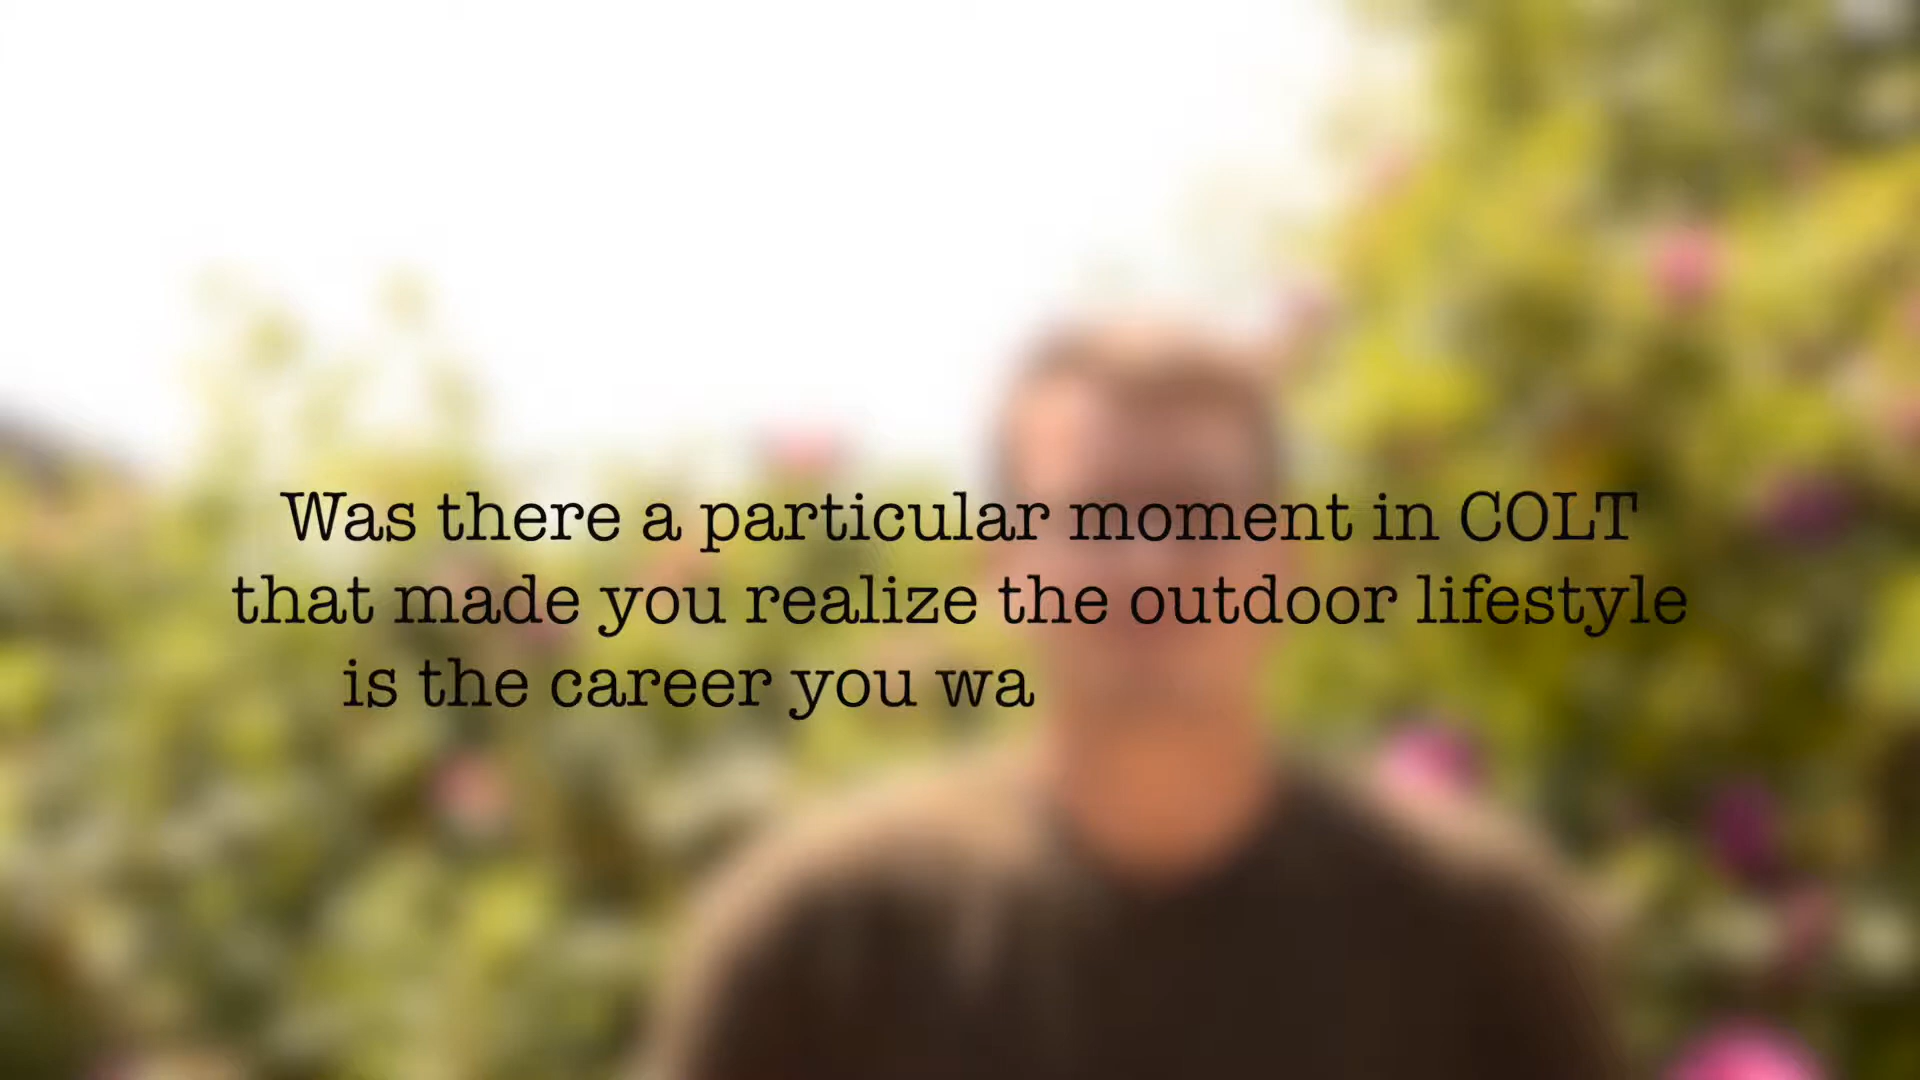 Was there a particular moment in COLT
that made you realize the outdoor lifestyle
is the career you wa